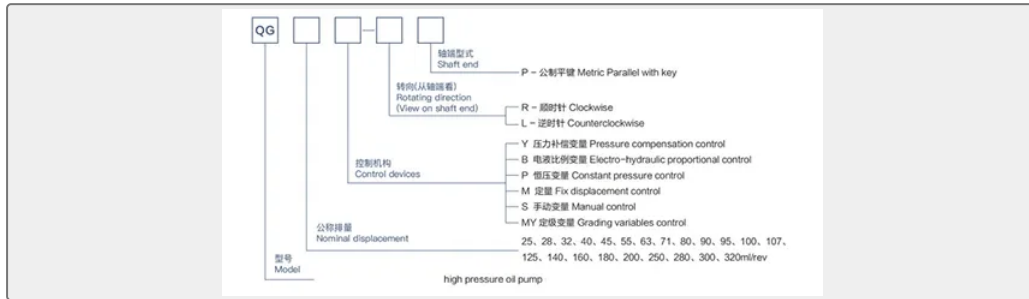 QG
轴端型式
Shaft end
P - 公制平键 Metric Parallel with key
转向(从轴端看)
Rotating direction
(View on shaft end)
R - 顺时针 Clockwise
L - 逆时针 Counterclockwise
控制机构
Control devices
Y 压力补偿变量 Pressure compensation control
B 电液比例变量 Electro-hydraulic proportional control
P 恒压变量 Constant pressure control
M 定量 Fix displacement control
S 手动变量 Manual control
MY 定级变量 Grading variables control
公称排量
Nominal displacement
25、28、32、40、45、55、63、71、80、90、95、100、107、
125、140、160、180、200、250、280、300、320ml/rev
型号
Model
high pressure oil pump